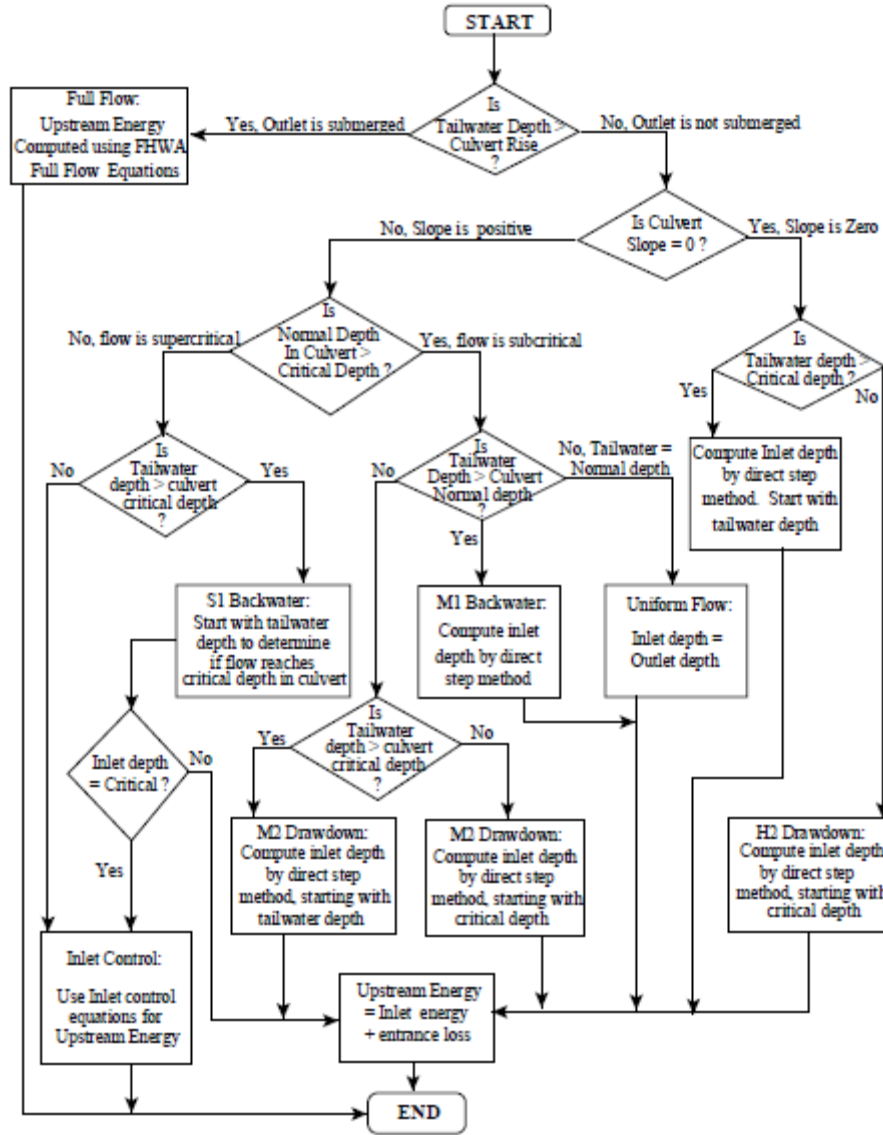 START
Full Flow:
Upstream Energy
Computed using FHWA
Full Flow Equations
Yes, Outlet is submerged
Is
Tailwater Depth >
Culvert Rise
?
No, Outlet is not submerged
No, Slope is positive
Is Culvert
Slope = 0 ?
Yes, Slope is Zero
No, flow is supercritical
Is
Normal Depth
In Culvert >
Critical Depth ?
Yes, flow is subcritical
Is
Tailwater depth >
Critical depth ?
Yes
No
No
Is
Tailwater
depth > culvert
critical depth
?
Yes
No
Is
Tailwater
Depth > Culvert
Normal depth
?
No, Tailwater =
Normal depth
Yes
Compute Inlet depth
by direct step
method. Start with
tailwater depth
S1 Backwater:
Start with tailwater
depth to determine
if flow reaches
critical depth in culvert
M1 Backwater:
Compute inlet
depth by direct
step method
Uniform Flow:
Inlet depth =
Outlet depth
Inlet depth
= Critical ?
No
Yes
Yes
Is
Tailwater
depth > culvert
critical depth
?
No
M2 Drawdown:
Compute inlet depth
by direct step
method, starting with
tailwater depth
M2 Drawdown:
Compute inlet depth
by direct step
method, starting with
critical depth
H2 Drawdown:
Compute inlet depth
by direct step
method, starting with
critical depth
Inlet Control:
Use Inlet control
equations for
Upstream Energy
Upstream Energy
= Inlet energy
+ entrance loss
END